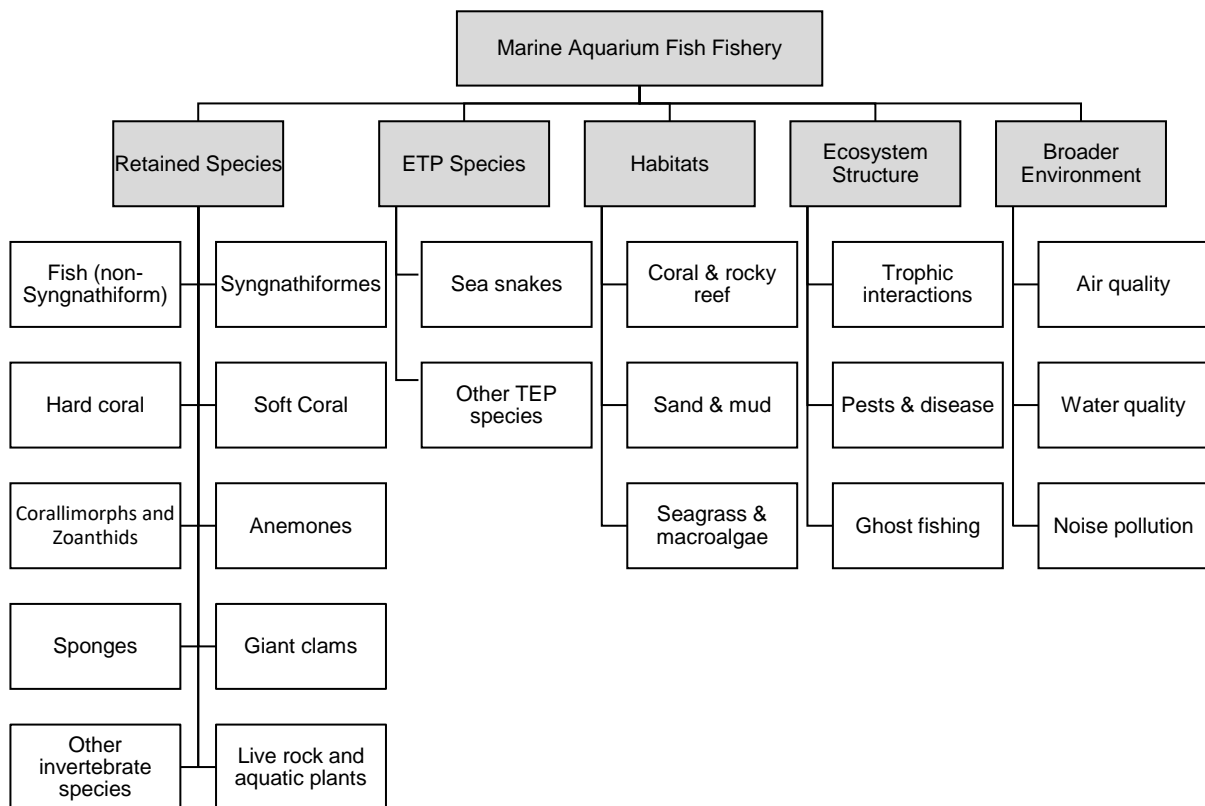 Marine Aquarium Fish Fishery
Retained Species
ETP Species
Habitats
Ecosystem
Structure
Broader
Environment
Fish (non-
Syngnathiform)
Syngnathiformes
Sea snakes
Coral & rocky
reef
Trophic
interactions
Air quality
Hard coral
Soft Coral
Other TEP
species
Sand & mud
Pests & disease
Water quality
Corallimorphs and
Zoanthids
Anemones
Seagrass &
macroalgae
Ghost fishing
Noise pollution
Sponges
Giant clams
Other
invertebrate
species
Live rock and
aquatic plants